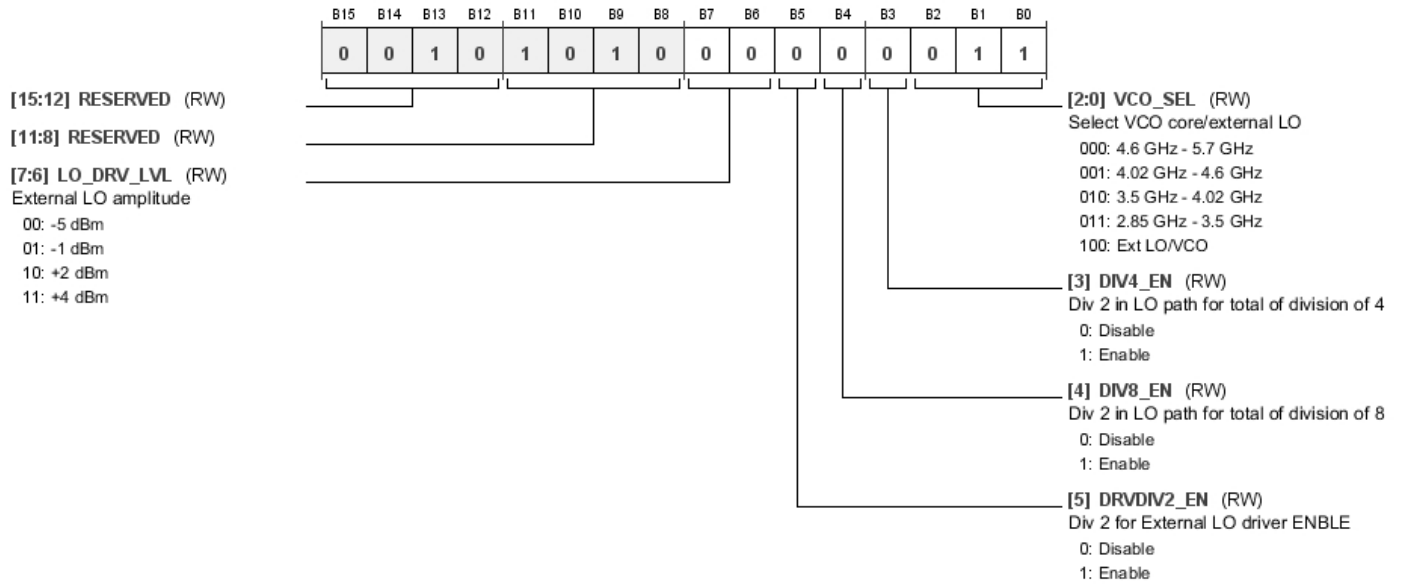 B15 B14 B13 B12 B11 B10 B9 B8 B7 B6 B5 B4 B3 B2 B1 B0
0 0 1 0 1 0 1 0 0 0 0 0 0 0 1 1
[15:12] RESERVED (RW)
[11:8] RESERVED (RW)
[7:6] LO_DRV_LVL (RW)
External LO amplitude
00: -5 dBm
01: -1 dBm
10: +2 dBm
11: +4 dBm
[2:0] VCO_SEL (RW)
Select VCO core/external LO
000: 4.6 GHz - 5.7 GHz
001: 4.02 GHz - 4.6 GHz
010: 3.5 GHz - 4.02 GHz
011: 2.85 GHz - 3.5 GHz
100: Ext LO/VCO
[3] DIV4_EN (RW)
Div 2 in LO path for total of division of 4
0: Disable
1: Enable
[4] DIV8_EN (RW)
Div 2 in LO path for total of division of 8
0: Disable
1: Enable
[5] DRVDIV2_EN (RW)
Div 2 for External LO driver ENBLE
0: Disable
1: Enable